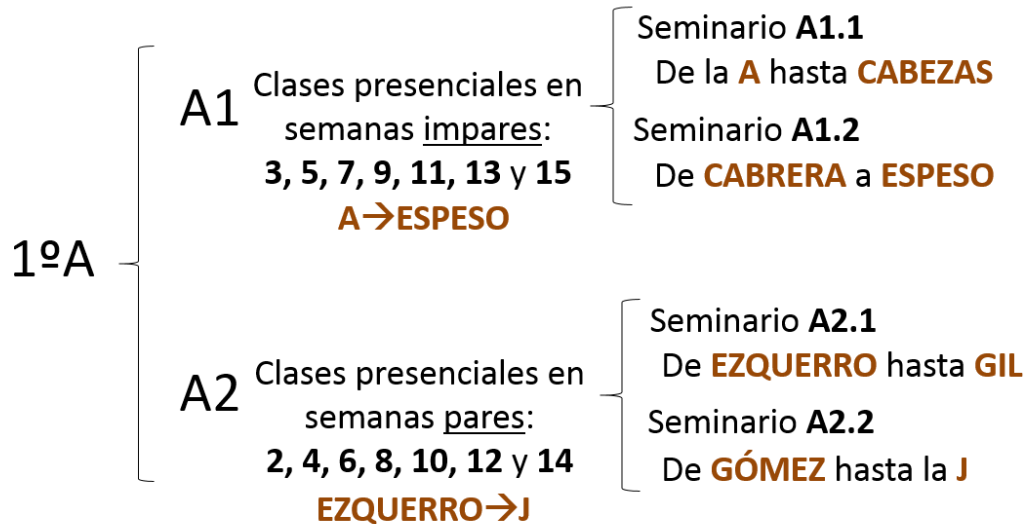 1ºA
A1
Clases presenciales en
semanas impares:
3, 5, 7, 9, 11, 13 y 15
A→ESPESO
Seminario A1.1
De la A hasta CABEZAS
Seminario A1.2
De CABRERA a ESPESO
A2
Clases presenciales en
semanas pares:
2, 4, 6, 8, 10, 12 y 14
EZQUERRO→J
Seminario A2.1
De EZQUERRO hasta GIL
Seminario A2.2
De GÓMEZ hasta la J